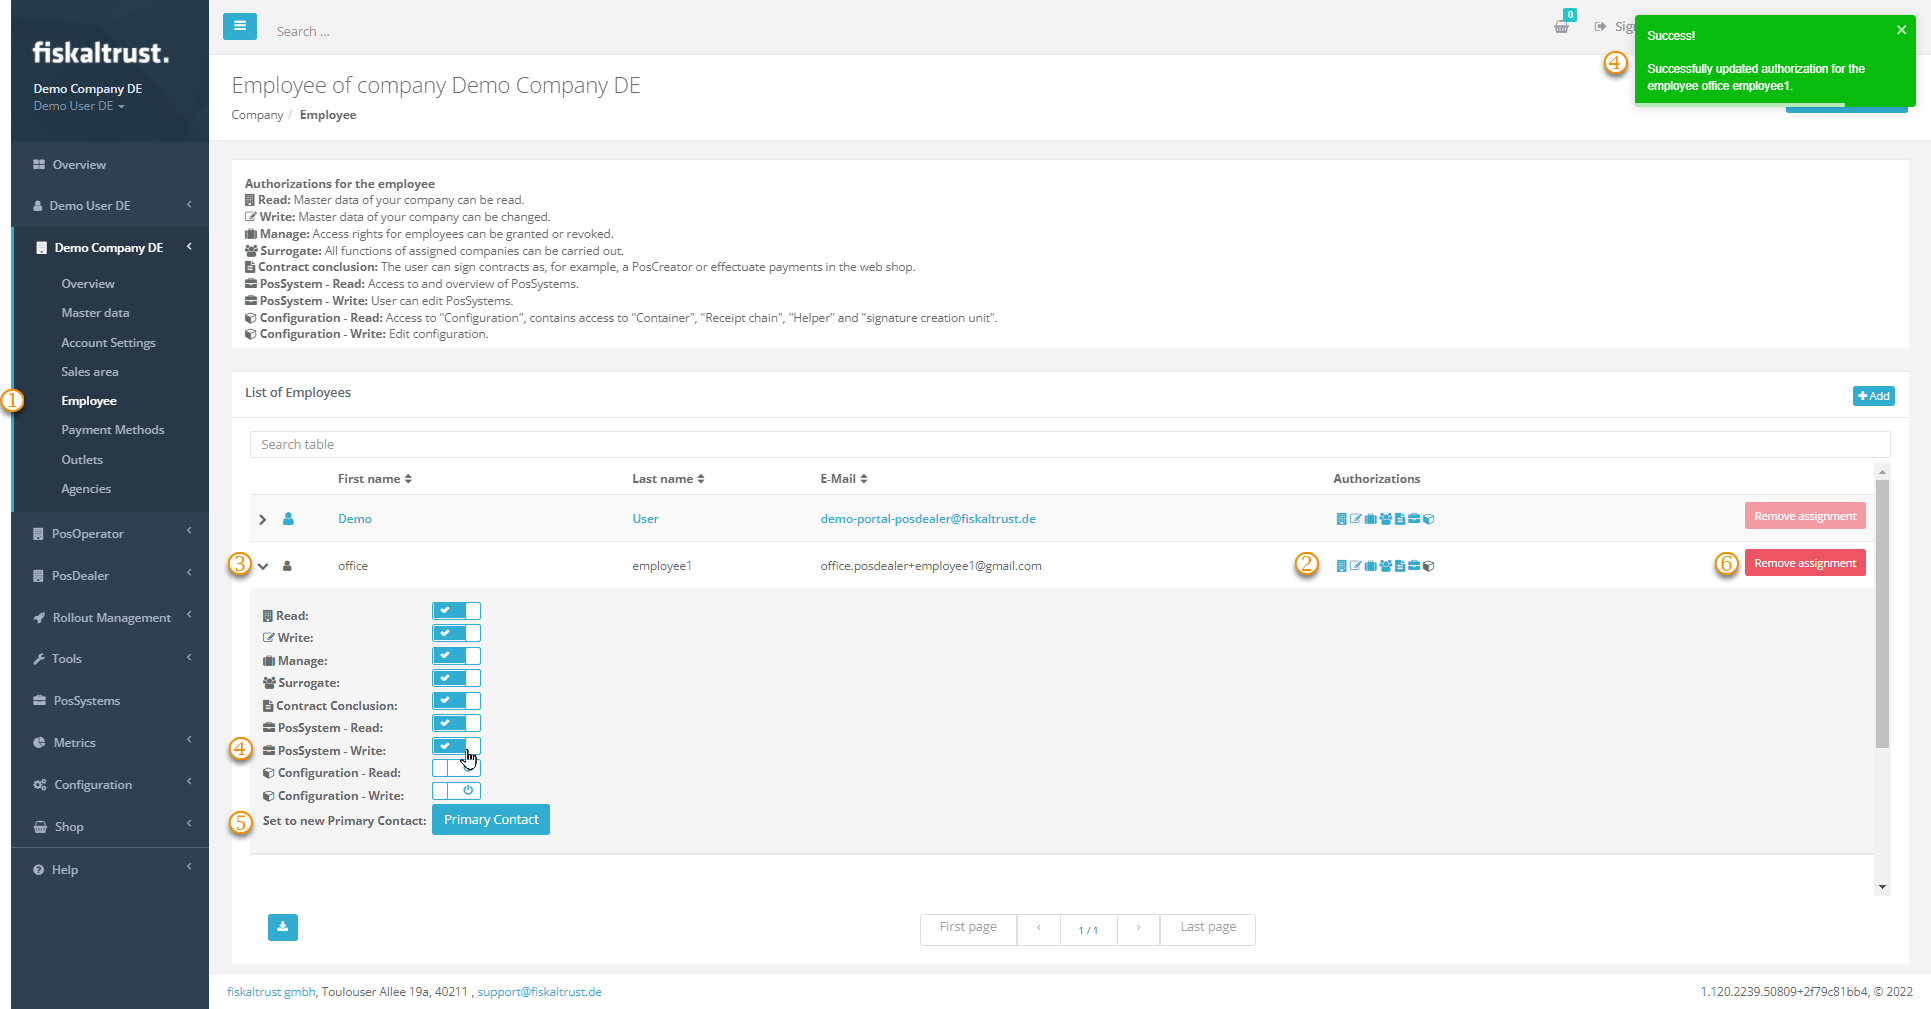 fiskaltrust.
Demo Company DE
Demo User DE
Overview
Demo User DE
Demo Company DE
Overview
Master data
Account Settings
Sales area
1
Employee
Payment Methods
Outlets
Agencies
PosOperator
PosDealer
Rollout Management
Tools
PosSystems
Metrics
Configuration
Shop
Help
Search ...
0
Sig
4
Success!
Successfully updated authorization for the
employee office employee1.
Employee of company Demo Company DE
Company / Employee
Authorizations for the employee
Read: Master data of your company can be read.
Write: Master data of your company can be changed.
Manage: Access rights for employees can be granted or revoked.
Surrogate: All functions of assigned companies can be carried out.
Contract conclusion: The user can sign contracts as, for example, a PosCreator or effectuate payments in the web shop.
PosSystem - Read: Access to and overview of PosSystems.
PosSystem - Write: User can edit PosSystems.
Configuration - Read: Access to "Configuration", contains access to "Container", "Receipt chain", "Helper" and "signature creation unit".
Configuration - Write: Edit configuration.
List of Employees
Add
Search table
First name Last name E-Mail Authorizations
Demo User demo-portal-posdealer@fiskaltrust.de Remove assignment
3 office employee1 office.posdealer+employee1@gmail.com 2 6 Remove assignment
Read:
Write:
Manage:
Surrogate:
Contract Conclusion:
PosSystem - Read:
4 PosSystem - Write:
Configuration - Read:
Configuration - Write:
5 Set to new Primary Contact: Primary Contact
First page ‹ 1 / 1 › Last page
fiskaltrust gmbh, Toulouser Allee 19a, 40211 , support@fiskaltrust.de
1.120.2239.50809+2f79c81bb4, © 2022